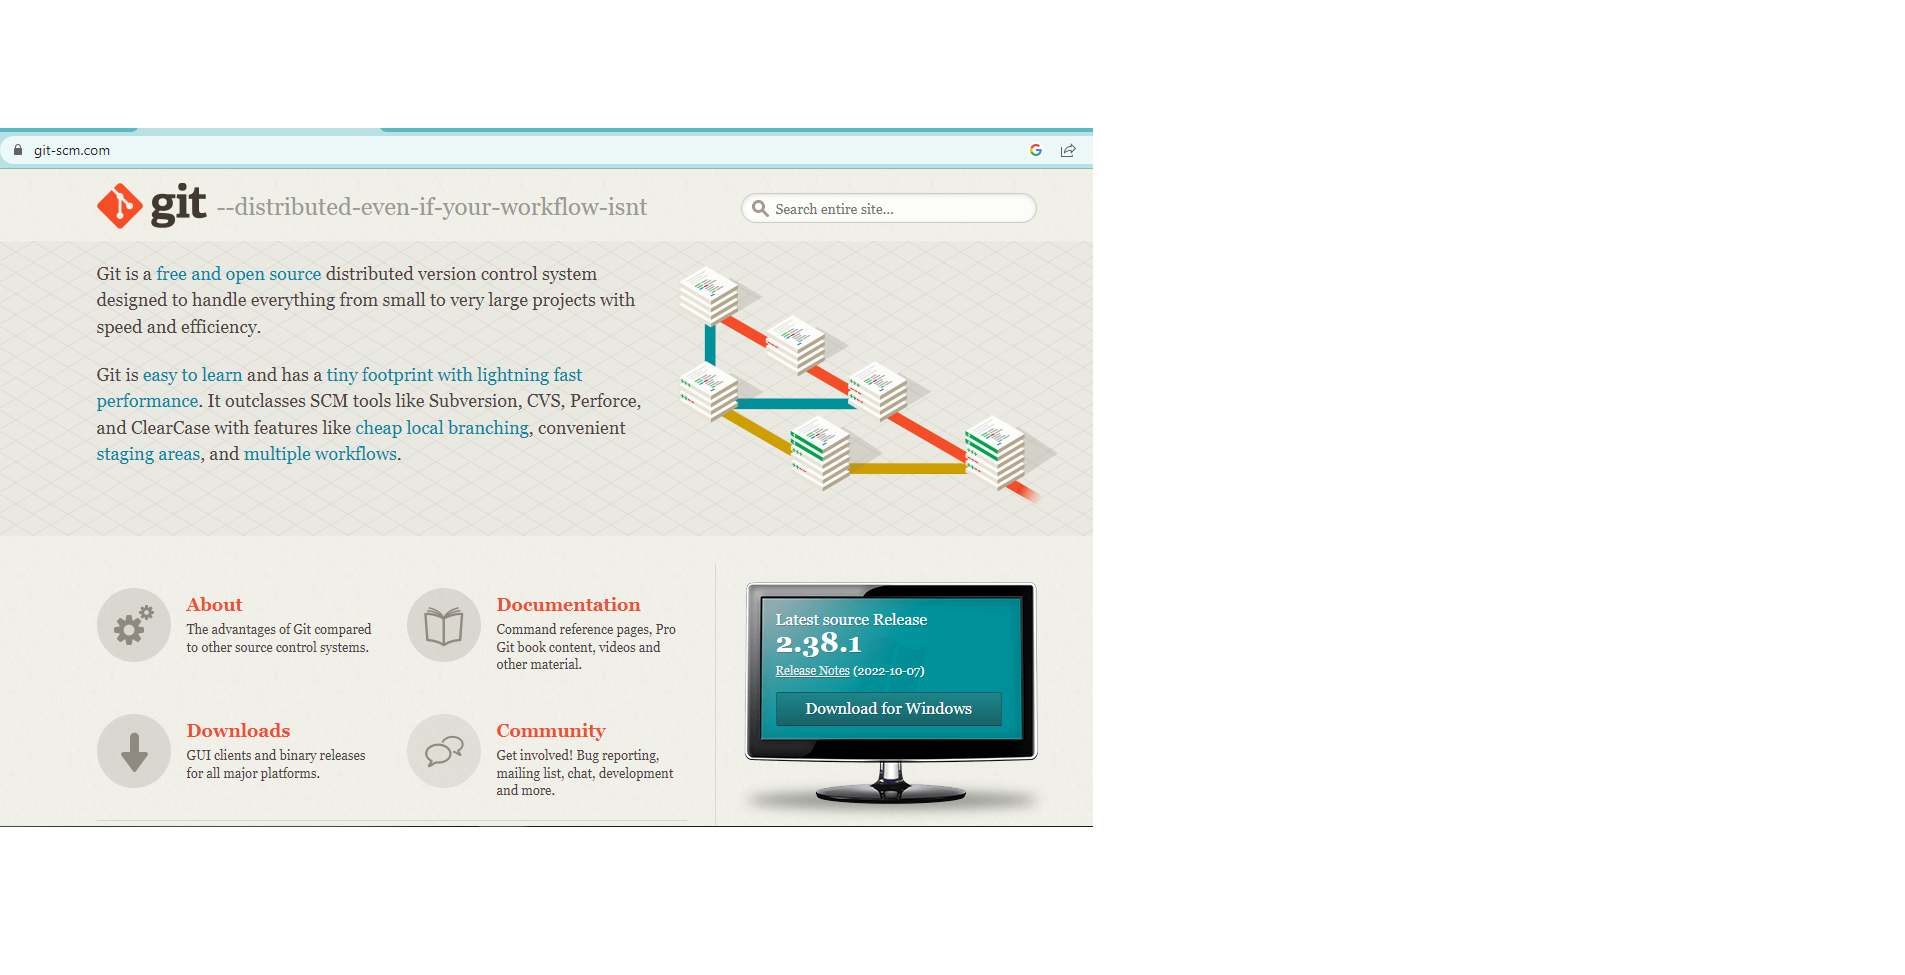 git-scm.com
git --distributed-even-if-your-workflow-isnt
Search entire site...
Git is a free and open source distributed version control system
designed to handle everything from small to very large projects with
speed and efficiency.
Git is easy to learn and has a tiny footprint with lightning fast
performance. It outclasses SCM tools like Subversion, CVS, Perforce,
and ClearCase with features like cheap local branching, convenient
staging areas, and multiple workflows.
About
The advantages of Git compared
to other source control systems.
Documentation
Command reference pages, Pro
Git book content, videos and
other material.
Downloads
GUI clients and binary releases
for all major platforms.
Community
Get involved! Bug reporting,
mailing list, chat, development
and more.
Latest source Release
2.38.1
Release Notes (2022-10-07)
Download for Windows